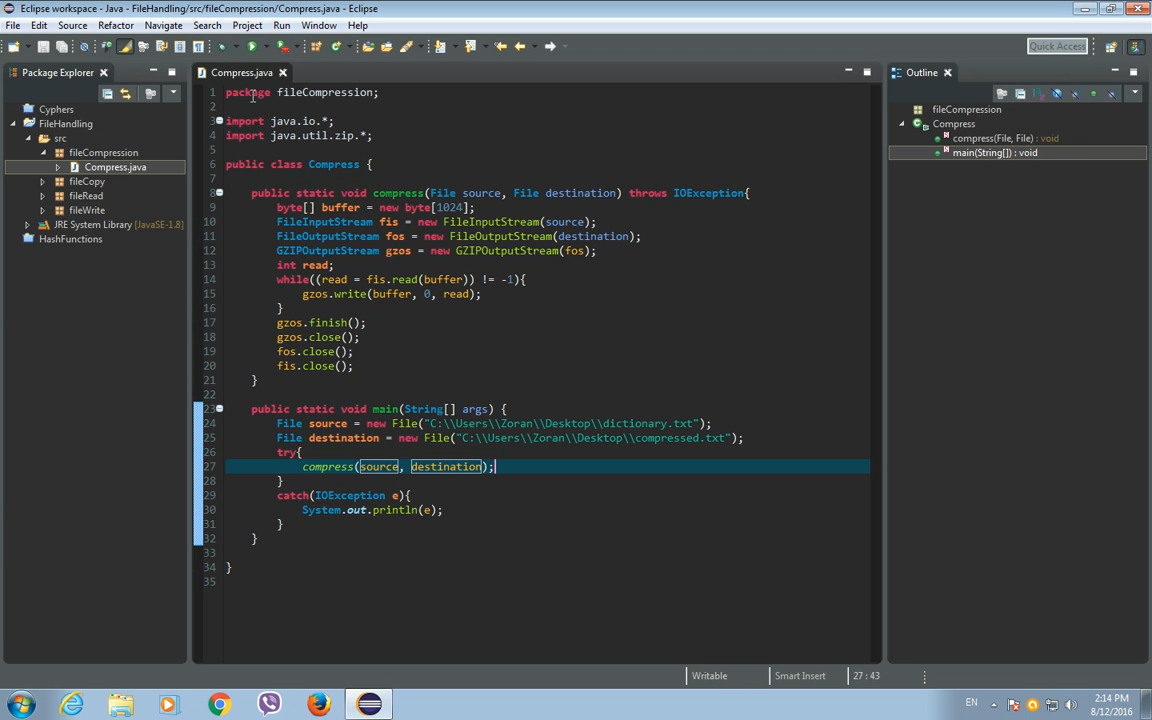 Eclipse workspace - Java - FileHandling/src/fileCompression/Compress.java - Eclipse
File Edit Source Refactor Navigate Search Project Run Window Help
Quick Access
Package Explorer
Cyphers
FileHandling
src
fileCompression
Compress.java
fileCopy
fileRead
fileWrite
JRE System Library [JavaSE-1.8]
HashFunctions
Compress.java
1 package fileCompression;
2
3 import java.io.*;
4 import java.util.zip.*;
5
6 public class Compress {
7
8 public static void compress(File source, File destination) throws IOException{
9 byte[] buffer = new byte[1024];
10 FileInputStream fis = new FileInputStream(source);
11 FileOutputStream fos = new FileOutputStream(destination);
12 GZIPOutputStream gzos = new GZIPOutputStream(fos);
13 int read;
14 while((read = fis.read(buffer)) != -1){
15 gzos.write(buffer, 0, read);
16 }
17 gzos.finish();
18 gzos.close();
19 fos.close();
20 fis.close();
21 }
22
23 public static void main(String[] args) {
24 File source = new File("C:\\Users\\Zoran\\Desktop\\dictionary.txt");
25 File destination = new File("C:\\Users\\Zoran\\Desktop\\compressed.txt");
26 try{
27 compress(source, destination);
28 }
29 catch(IOException e){
30 System.out.println(e);
31 }
32 }
33
34 }
35
Outline
fileCompression
Compress
compress(File, File) : void
main(String[]) : void
Writable Smart Insert 27 : 43
EN
2:14 PM
8/12/2016